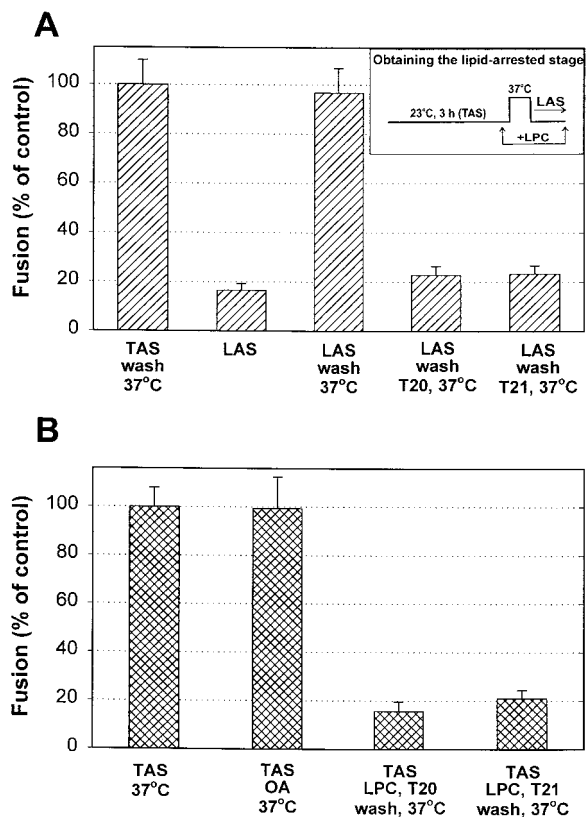 A
Fusion (% of control)
100
80
60
40
20
0
Obtaining the lipid-arrested stage
37°C
LAS
23°C, 3 h (TAS)
+LPC
TAS
wash
37°C
LAS
LAS
wash
37°C
LAS
wash
T20, 37°C
LAS
wash
T21, 37°C
B
Fusion (% of control)
100
80
60
40
20
0
TAS
37°C
TAS
OA
37°C
TAS
LPC, T20
wash, 37°C
TAS
LPC, T21
wash, 37°C